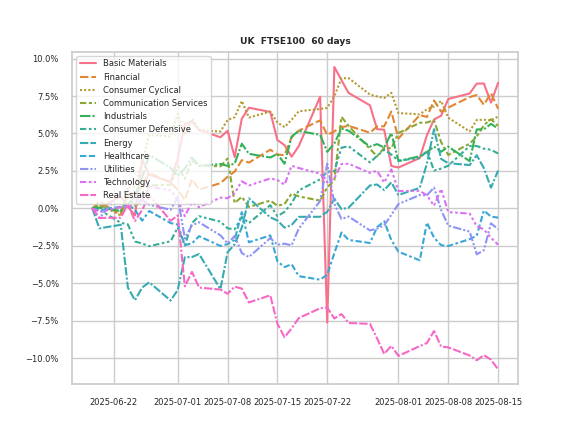 UK  FTSE100  60 days
10.0%
7.5%
5.0%
2.5%
0.0%
−2.5%
−5.0%
−7.5%
−10.0%
Basic Materials
Financial
Consumer Cyclical
Communication Services
Industrials
Consumer Defensive
Energy
Healthcare
Utilities
Technology
Real Estate
2025-06-22 2025-07-01 2025-07-08 2025-07-15 2025-07-22 2025-08-01 2025-08-08 2025-08-15